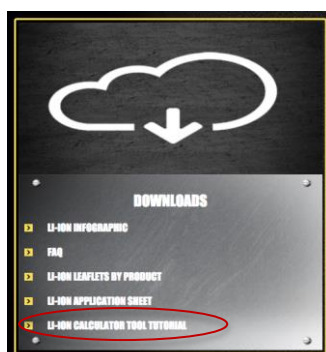 DOWNLOADS
LI-ION INFOGRAPHIC
FAQ
LI-ION LEAFLETS BY PRODUCT
LI-ION APPLICATION SHEET
LI-ION CALCULATOR TOOL TUTORIAL